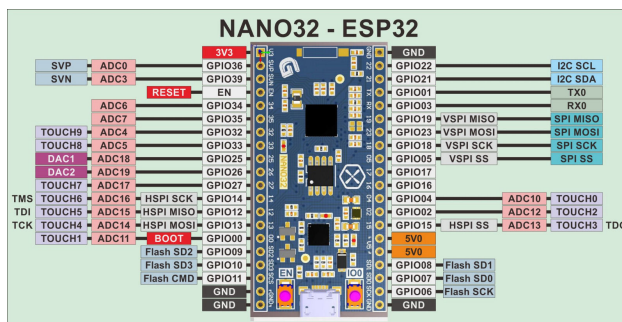 NANO32 - ESP32
3V3 GND
SVP ADC0 GPIO36 GPIO22 I2C SCL
SVN ADC3 GPIO39 GPIO21 I2C SDA
RESET EN GPIO01 TX0
ADC6 GPIO34 GPIO03 RX0
ADC7 GPIO35 GPIO19 VSPI MISO SPI MISO
TOUCH9 ADC4 GPIO32 GPIO23 VSPI MOSI SPI MOSI
TOUCH8 ADC5 GPIO33 GPIO18 VSPI SCK SPI SCK
DAC1 ADC18 GPIO25 GPIO05 VSPI SS SPI SS
DAC2 ADC19 GPIO26 GPIO17
TOUCH7 ADC17 GPIO27 GPIO16
TMS TOUCH6 ADC16 HSPI SCK GPIO14 GPIO04 ADC10 TOUCH0
TDI TOUCH5 ADC15 HSPI MISO GPIO12 GPIO02 ADC12 TOUCH2
TCK TOUCH4 ADC14 HSPI MOSI GPIO13 GPIO15 HSPI SS ADC13 TOUCH3 TDO
TOUCH1 ADC11 BOOT GPIO00 5V0
Flash SD2 GPIO09 5V0
Flash SD3 GPIO10 GPIO08 Flash SD1
Flash CMD GPIO11 GPIO07 Flash SD0
GND GPIO06 Flash SCK
GND GND
NANO32
EN IO0